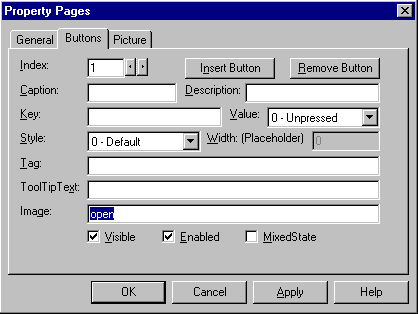 Property Pages
General Buttons Picture
Index: 1 Insert Button Remove Button
Caption: Description:
Key: Value: 0 - Unpressed
Style: 0 - Default Width: (Placeholder) 0
Tag:
ToolTipText:
Image: open
Visible Enabled MixedState
OK Cancel Apply Help